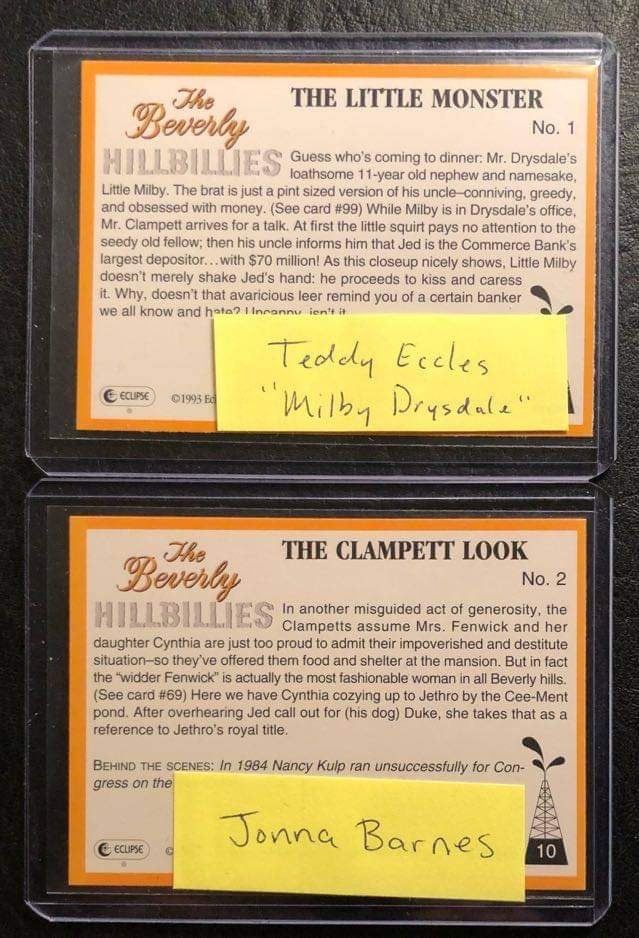 The
Beverly
HILLBILLIES
THE LITTLE MONSTER
No. 1
Guess who's coming to dinner: Mr. Drysdale's
loathsome 11-year old nephew and namesake,
Little Milby. The brat is just a pint sized version of his uncle–conniving, greedy,
and obsessed with money. (See card #99) While Milby is in Drysdale's office,
Mr. Clampett arrives for a talk. At first the little squirt pays no attention to the
seedy old fellow; then his uncle informs him that Jed is the Commerce Bank's
largest depositor...with $70 million! As this closeup nicely shows, Little Milby
doesn't merely shake Jed's hand: he proceeds to kiss and caress
it. Why, doesn't that avaricious leer remind you of a certain banker
we all know and hate? Uncanny, isn't it
Teddy Eccles
"Milby Drysdale"
ECLIPSE
©1993 Ec
The
Beverly
HILLBILLIES
THE CLAMPETT LOOK
No. 2
In another misguided act of generosity, the
Clampetts assume Mrs. Fenwick and her
daughter Cynthia are just too proud to admit their impoverished and destitute
situation–so they've offered them food and shelter at the mansion. But in fact
the "widder Fenwick" is actually the most fashionable woman in all Beverly hills.
(See card #69) Here we have Cynthia cozying up to Jethro by the Cee-Ment
pond. After overhearing Jed call out for (his dog) Duke, she takes that as a
reference to Jethro's royal title.
BEHIND THE SCENES: In 1984 Nancy Kulp ran unsuccessfully for Con-
gress on the
Jonna Barnes
ECLIPSE
©
10